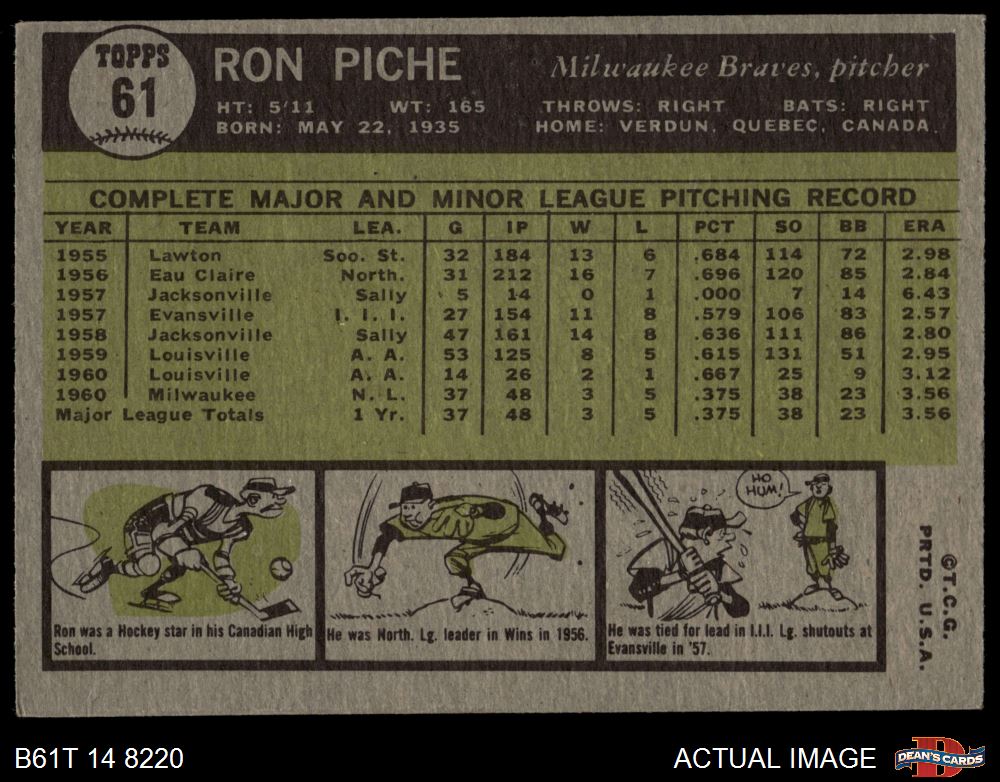 TOPPS
61
RON PICHE
Milwaukee Braves, pitcher
HT: 5'11 WT: 165 THROWS: RIGHT BATS: RIGHT
BORN: MAY 22, 1935 HOME: VERDUN, QUEBEC, CANADA
COMPLETE MAJOR AND MINOR LEAGUE PITCHING RECORD
YEAR TEAM LEA. G IP W L PCT SO BB ERA
1955 Lawton Soo. St. 32 184 13 6 .684 114 72 2.98
1956 Eau Claire North. 31 212 16 7 .696 120 85 2.84
1957 Jacksonville Sally 5 14 0 1 .000 7 14 6.43
1957 Evansville I. I. I. 27 154 11 8 .579 106 83 2.57
1958 Jacksonville Sally 47 161 14 8 .636 111 86 2.80
1959 Louisville A. A. 53 125 8 5 .615 131 51 2.95
1960 Louisville A. A. 14 26 2 1 .667 25 9 3.12
1960 Milwaukee N. L. 37 48 3 5 .375 38 23 3.56
Major League Totals 1 Yr. 37 48 3 5 .375 38 23 3.56
Ron was a Hockey star in his Canadian High
School.
He was North. Lg. leader in Wins in 1956.
HO
HUM!
He was tied for lead in I.I.I. Lg. shutouts at
Evansville in '57.
©T.C.G.
PRTD. U.S.A.
B61T 14 8220
ACTUAL IMAGE
D
DEAN'S CARDS